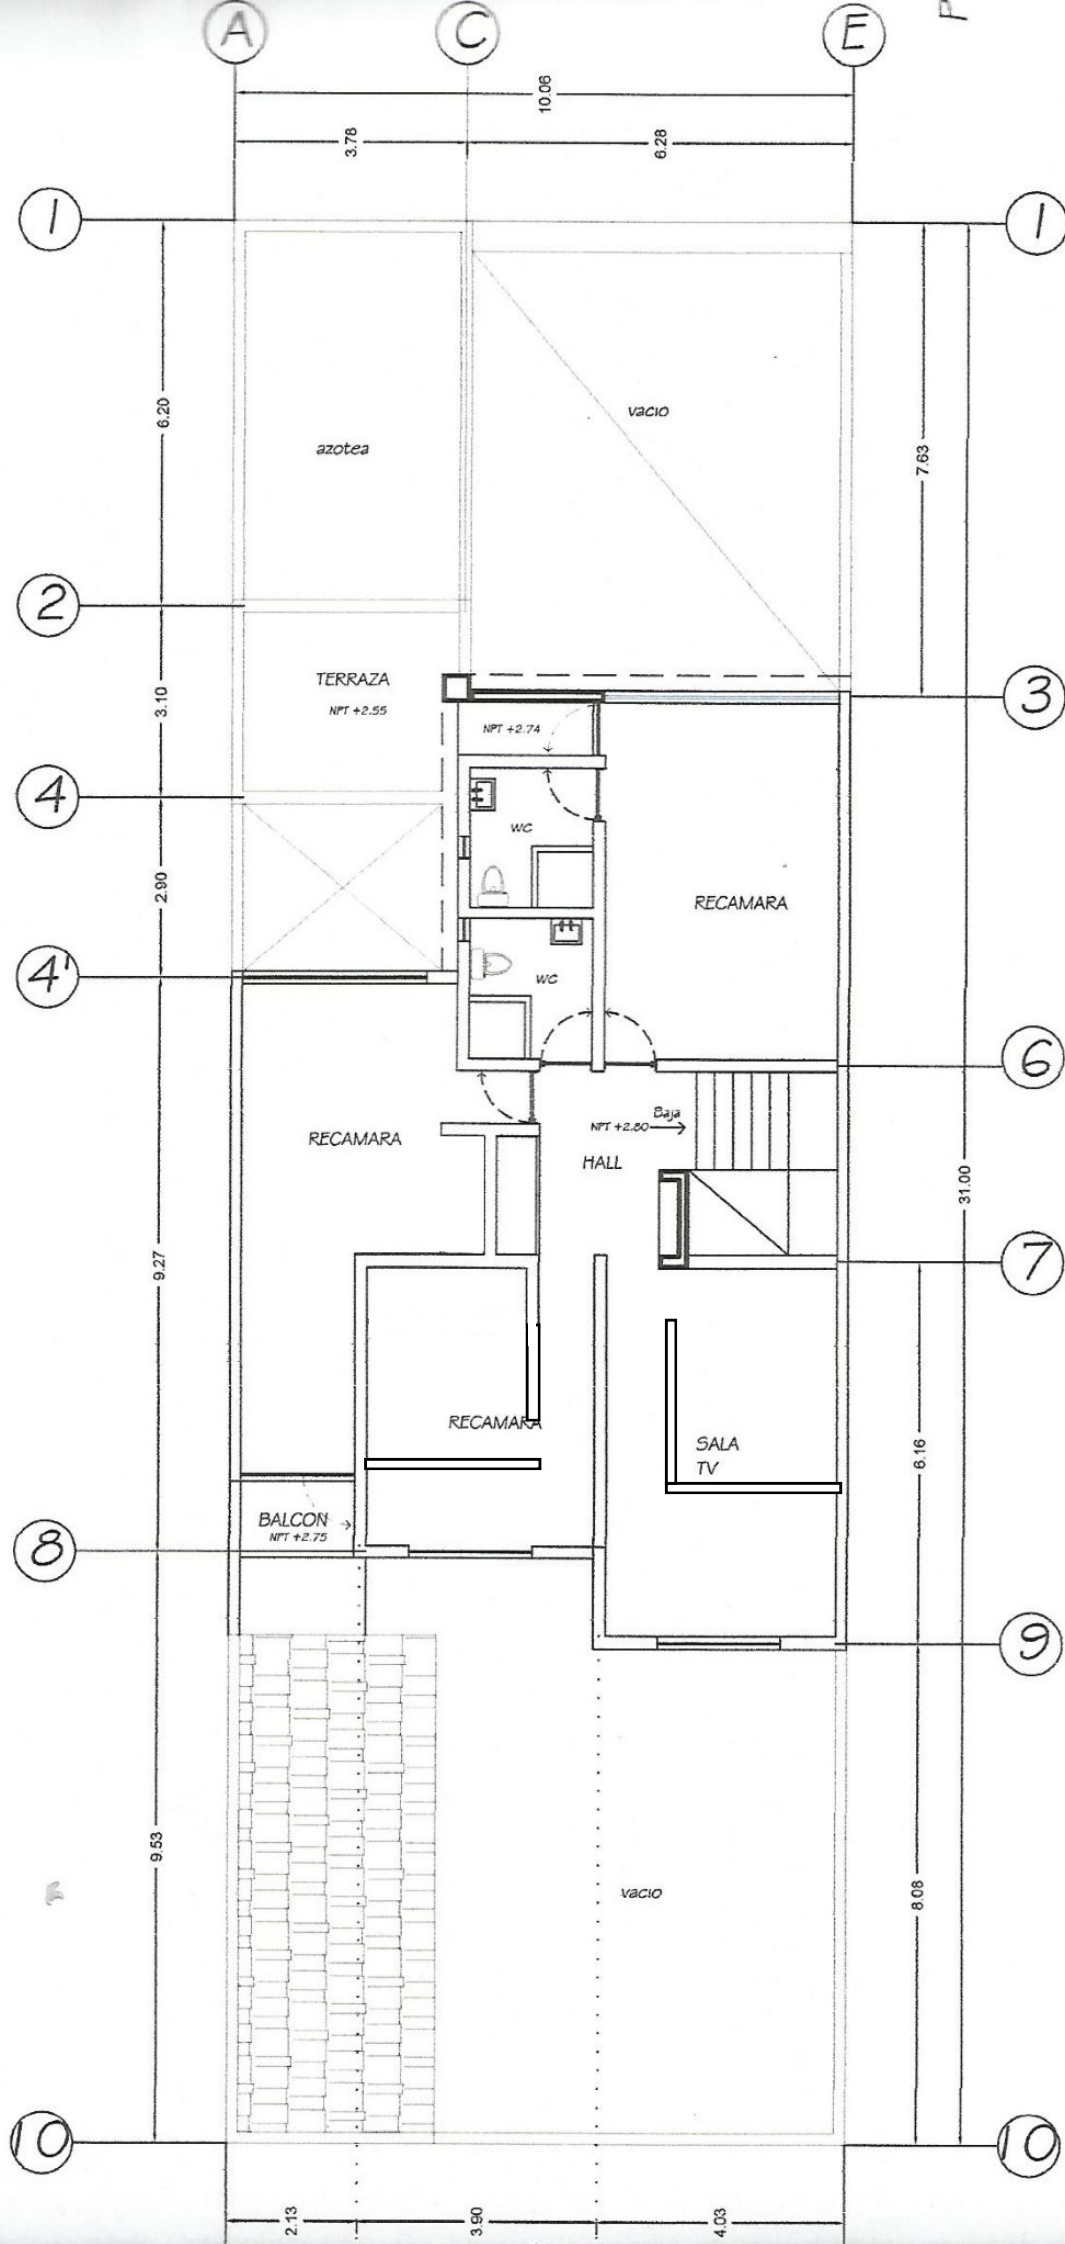 A
C
E
P
10.06
3.78
6.28
1
1
6.20
azotea
vacio
7.63
2
TERRAZA
NPT +2.55
3.10
3
NPT +2.74
4
WC
2.90
RECAMARA
4'
WC
6
Baja
NPT +2.80
RECAMARA
HALL
31.00
9.27
7
RECAMARA
SALA
TV
6.16
BALCON
NPT +2.75
8
9
9.53
vacio
8.08
10
10
2.13
3.90
4.03